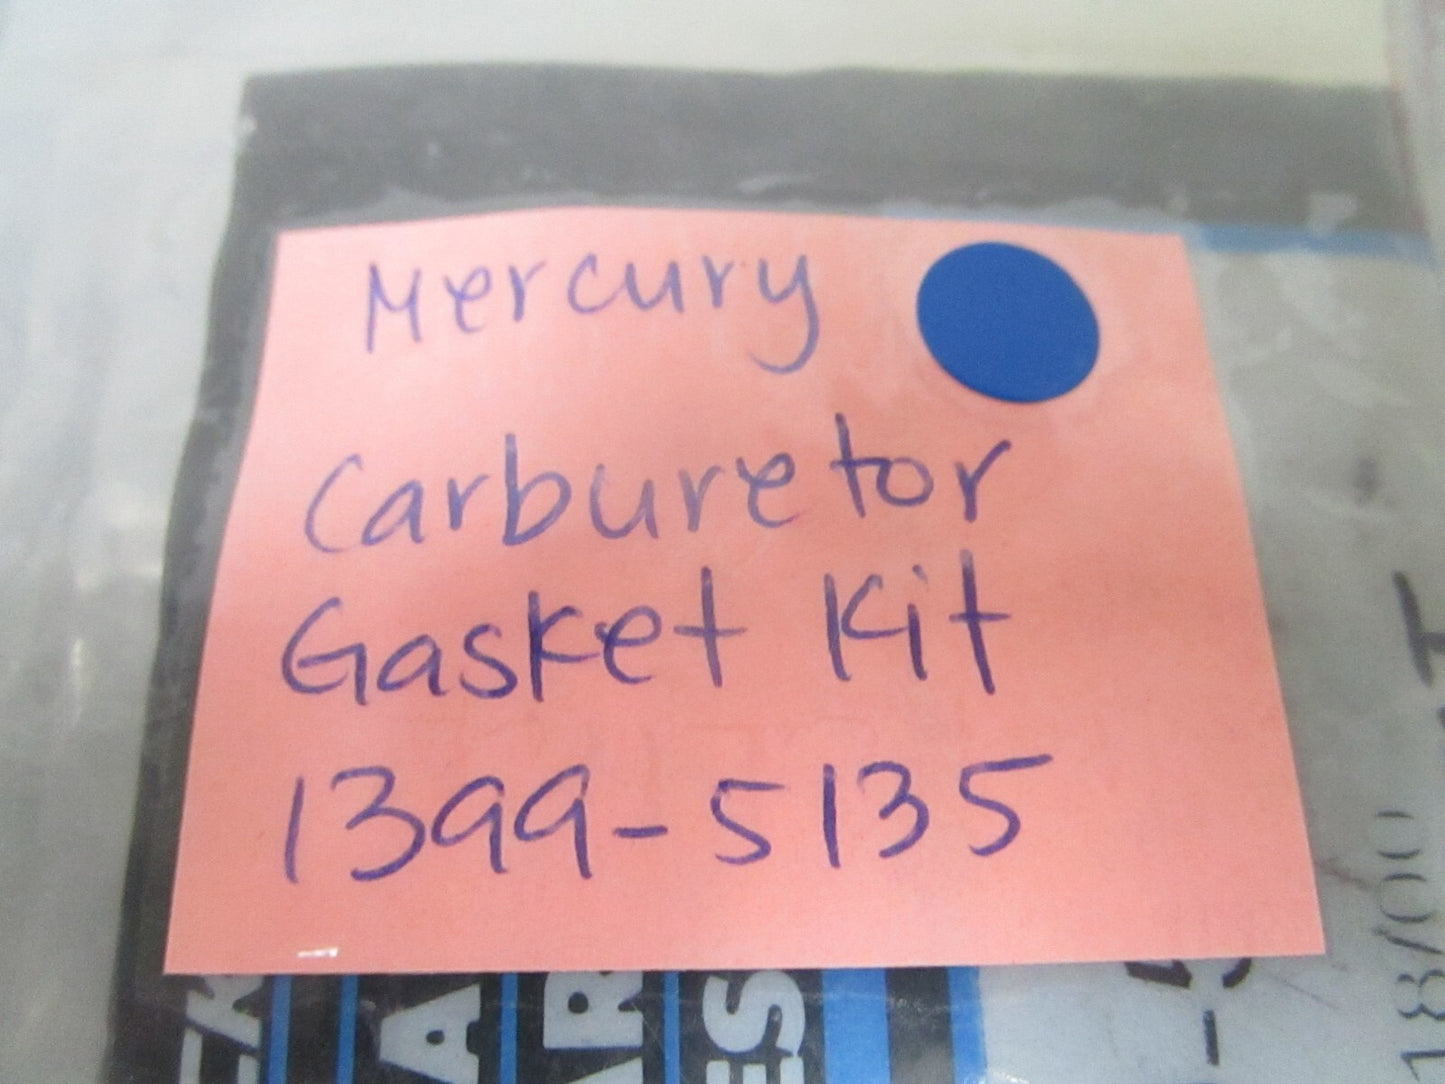 Mercury
Carburetor
Gasket Kit
1399-5135